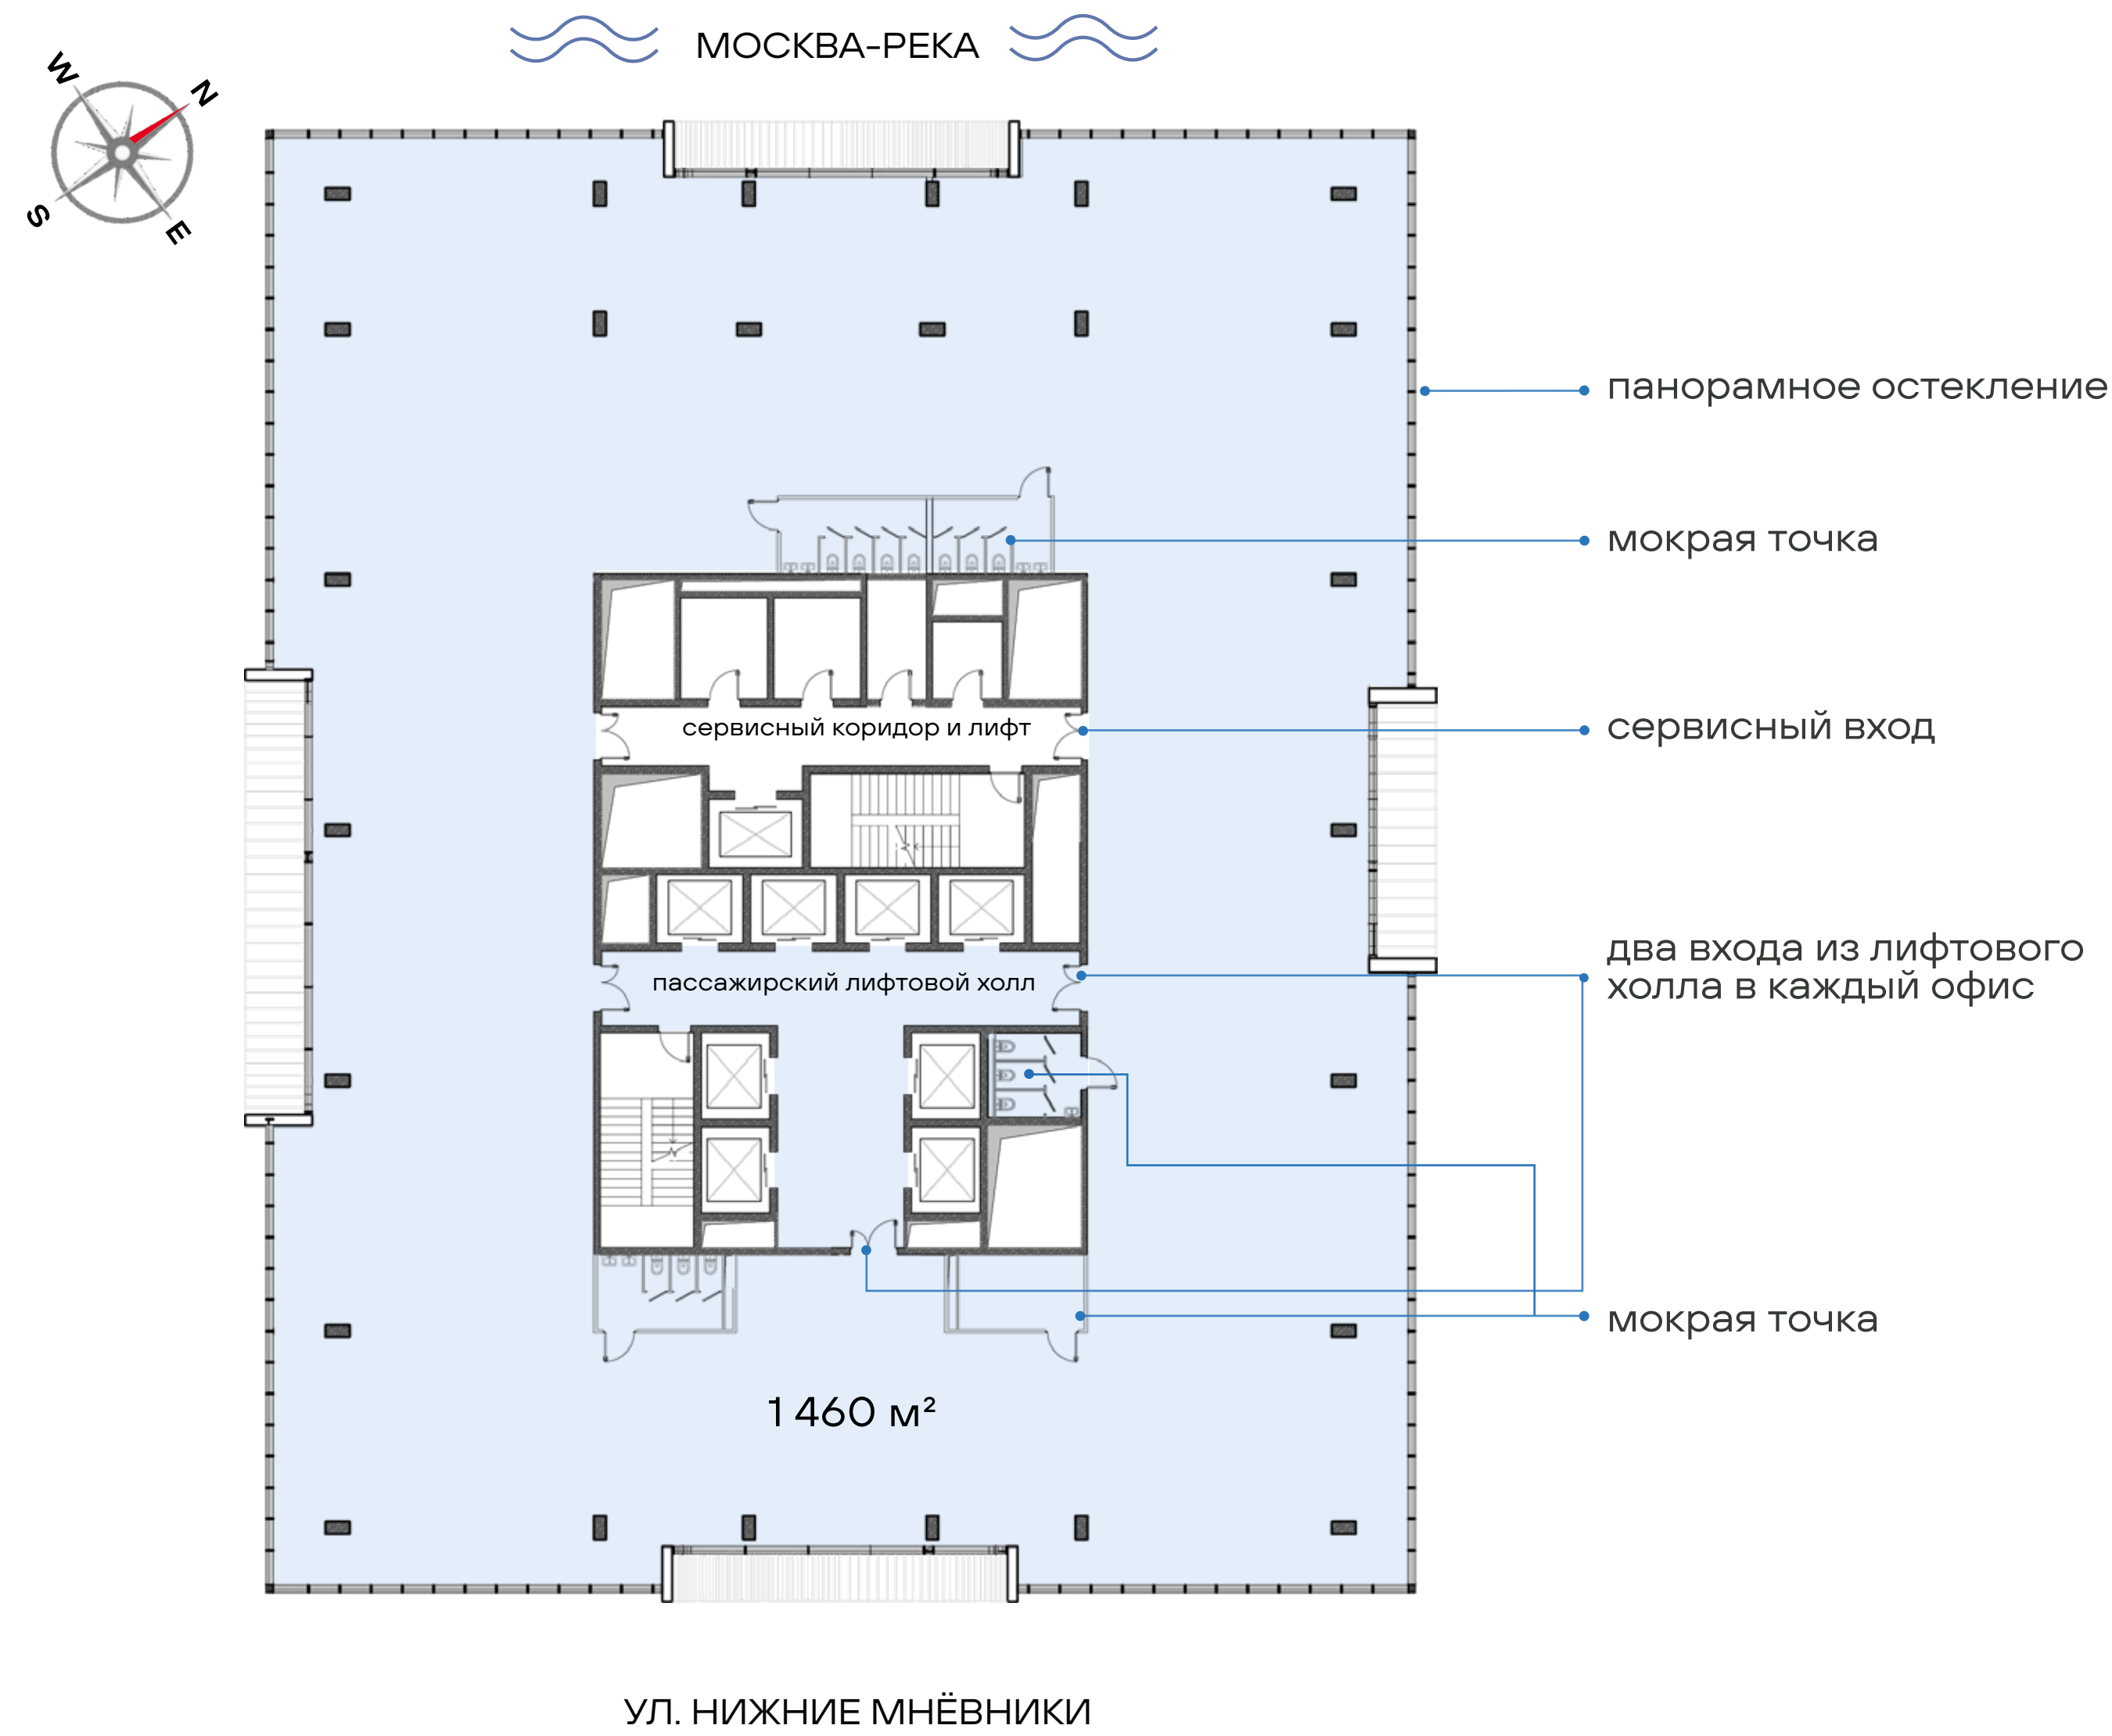 МОСКВА-РЕКА
W
N
S
E
панорамное остекление
мокрая точка
сервисный коридор и лифт
сервисный вход
два входа из лифтового
холла в каждый офис
пассажирский лифтовой холл
мокрая точка
1 460 м²
УЛ. НИЖНИЕ МНЁВНИКИ